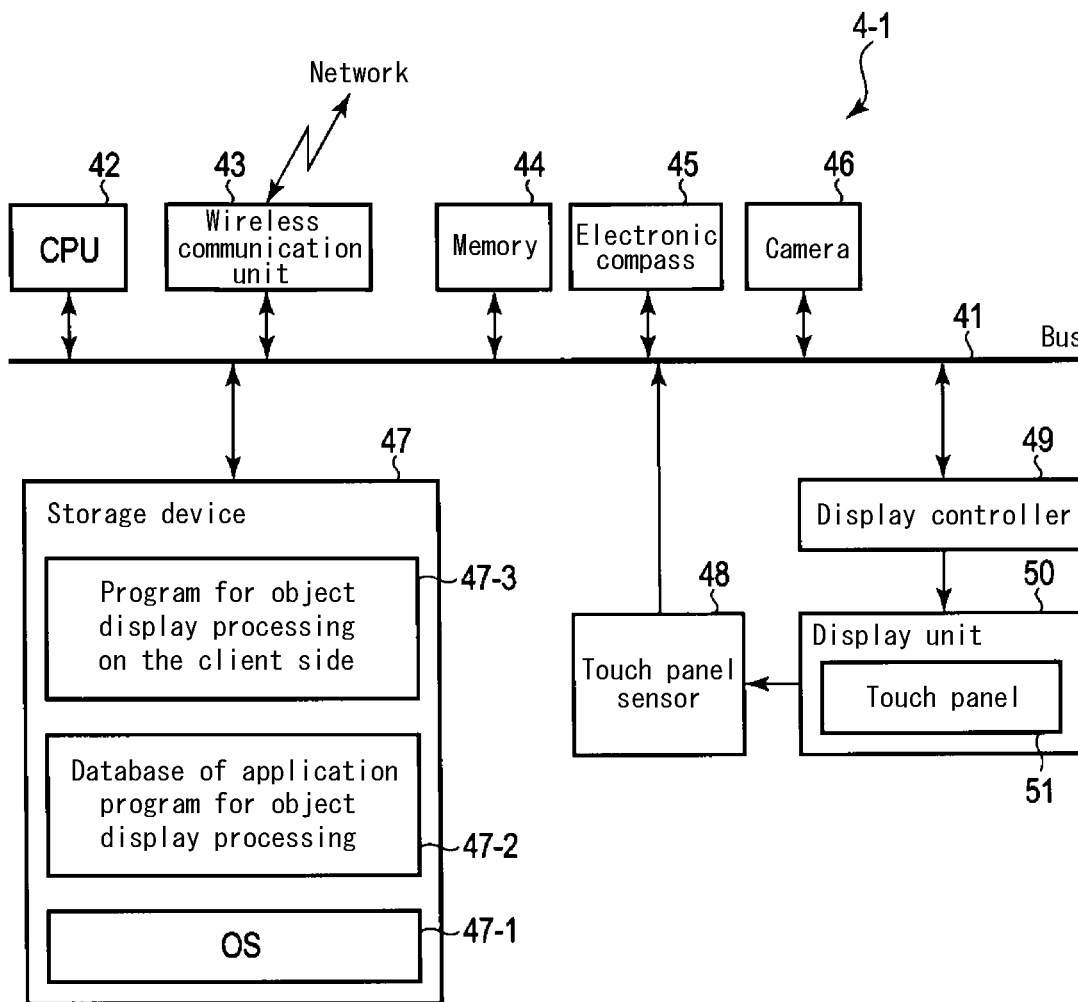 4-1
Network
42
43
44
45
46
CPU
Wireless
communication
unit
Memory
Electronic
compass
Camera
41
Bus
47
49
Storage device
Display controller
47-3
48
50
Program for object
display processing
on the client side
Touch panel
sensor
Display unit
Touch panel
51
Database of application
program for object
display processing
47-2
47-1
OS